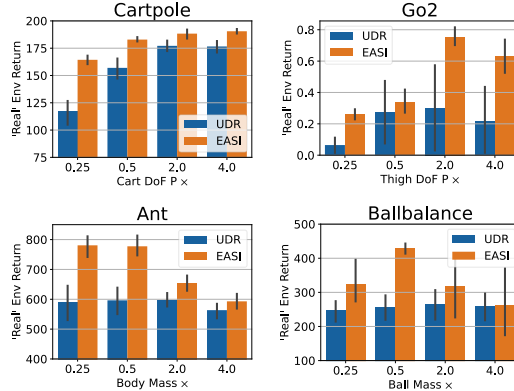 Cartpole
'Real' Env Return
200
175
150
125
100
75
UDR
EASI
0.25
0.5
2.0
4.0
Cart DoF P ×
Go2
'Real' Env Return
0.8
0.6
0.4
0.2
0.0
UDR
EASI
0.25
0.5
2.0
4.0
Thigh DoF P ×
Ant
'Real' Env Return
800
700
600
500
400
UDR
EASI
0.25
0.5
2.0
4.0
Body Mass ×
Ballbalance
'Real' Env Return
500
400
300
200
100
UDR
EASI
0.25
0.5
2.0
4.0
Ball Mass ×